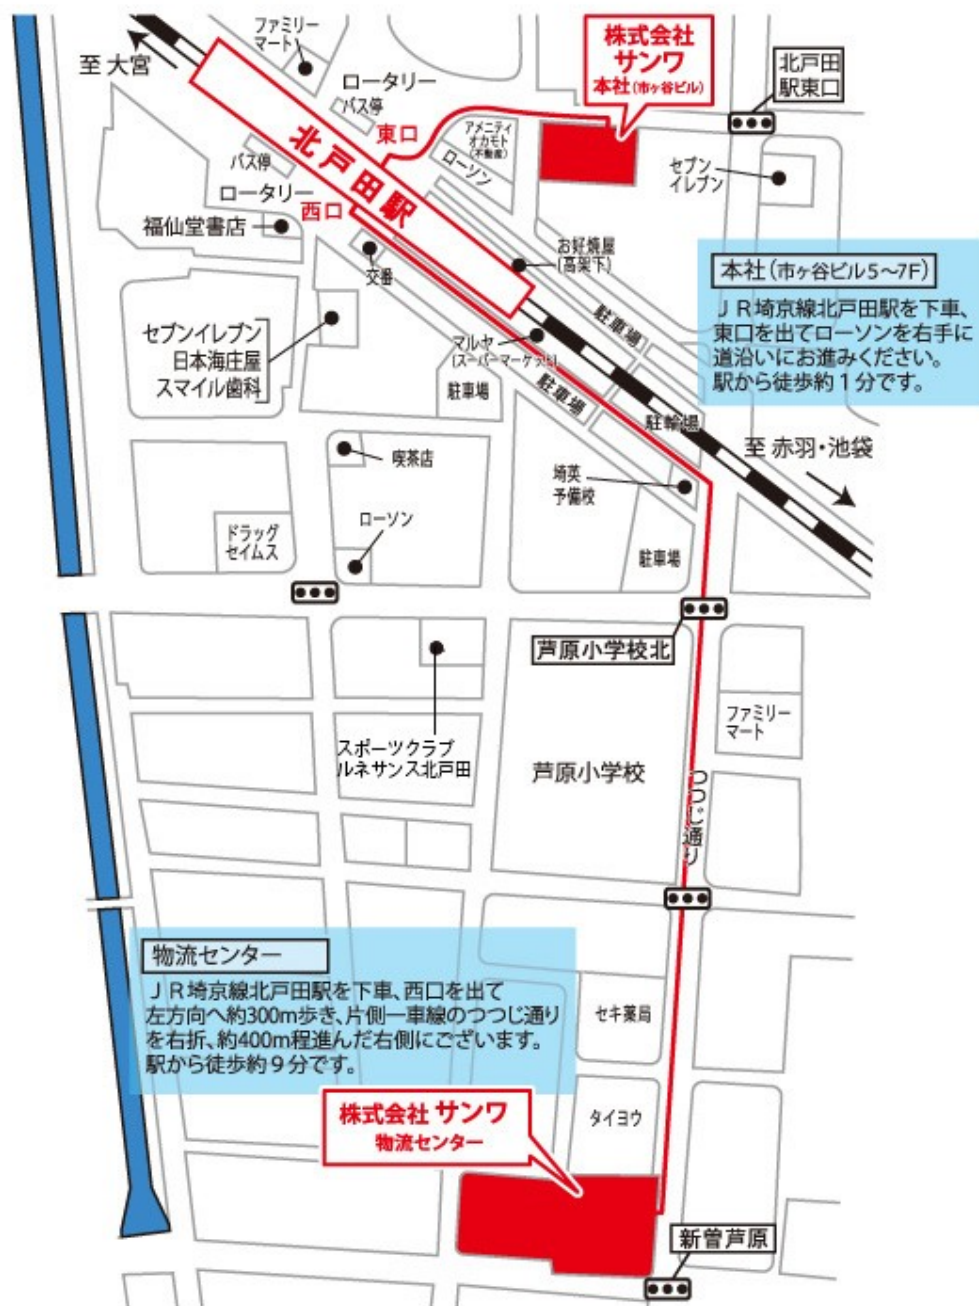 ファミリー
マート
至 大宮
ロータリー
バス停
東口
北戸田駅
バス停
ロータリー
西口
福仙堂書店
交番
株式会社
サンワ
本社(市ヶ谷ビル)
北戸田
駅東口
アメニティ
オカモト
(不動産)
ローソン
セブン
イレブン
お好焼屋
(高架下)
本社(市ヶ谷ビル5〜7F)
JR埼京線北戸田駅を下車、
東口を出てローソンを右手に
道沿いにお進みください。
駅から徒歩約1分です。
セブンイレブン
日本海庄屋
スマイル歯科
マルヤ
(スーパーマーケット)
駐車場
駐車場
駐車場
駐輪場
至 赤羽・池袋
喫茶店
埼英
予備校
ローソン
ドラッグ
セイムス
駐車場
芦原小学校北
スポーツクラブ
ルネサンス北戸田
芦原小学校
ファミリー
マート
つつじ通り
物流センター
JR埼京線北戸田駅を下車、西口を出て
左方向へ約300m歩き、片側一車線のつつじ通り
を右折、約400m程進んだ右側にございます。
駅から徒歩約9分です。
セキ薬局
タイヨウ
株式会社 サンワ
物流センター
新曽芦原